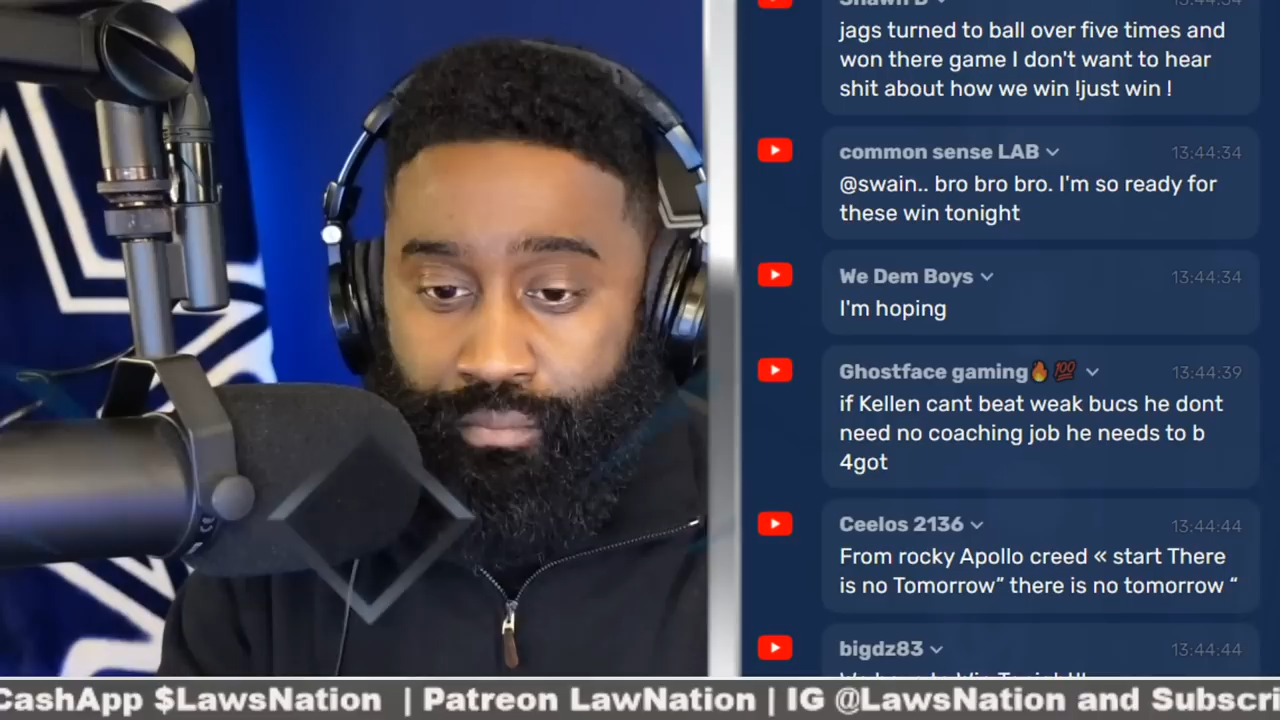 Shawn B
13:44:34
jags turned to ball over five times and
won there game I don't want to hear
shit about how we win !just win !
common sense LAB
13:44:34
@swain.. bro bro bro. I'm so ready for
these win tonight
We Dem Boys
13:44:34
I'm hoping
Ghostface gaming🔥💯
13:44:39
if Kellen cant beat weak bucs he dont
need no coaching job he needs to b
4got
Ceelos 2136
13:44:44
From rocky Apollo creed « start There
is no Tomorrow” there is no tomorrow “
bigdz83
13:44:44
CashApp $LawsNation | Patreon LawNation | IG @LawsNation and Subscri